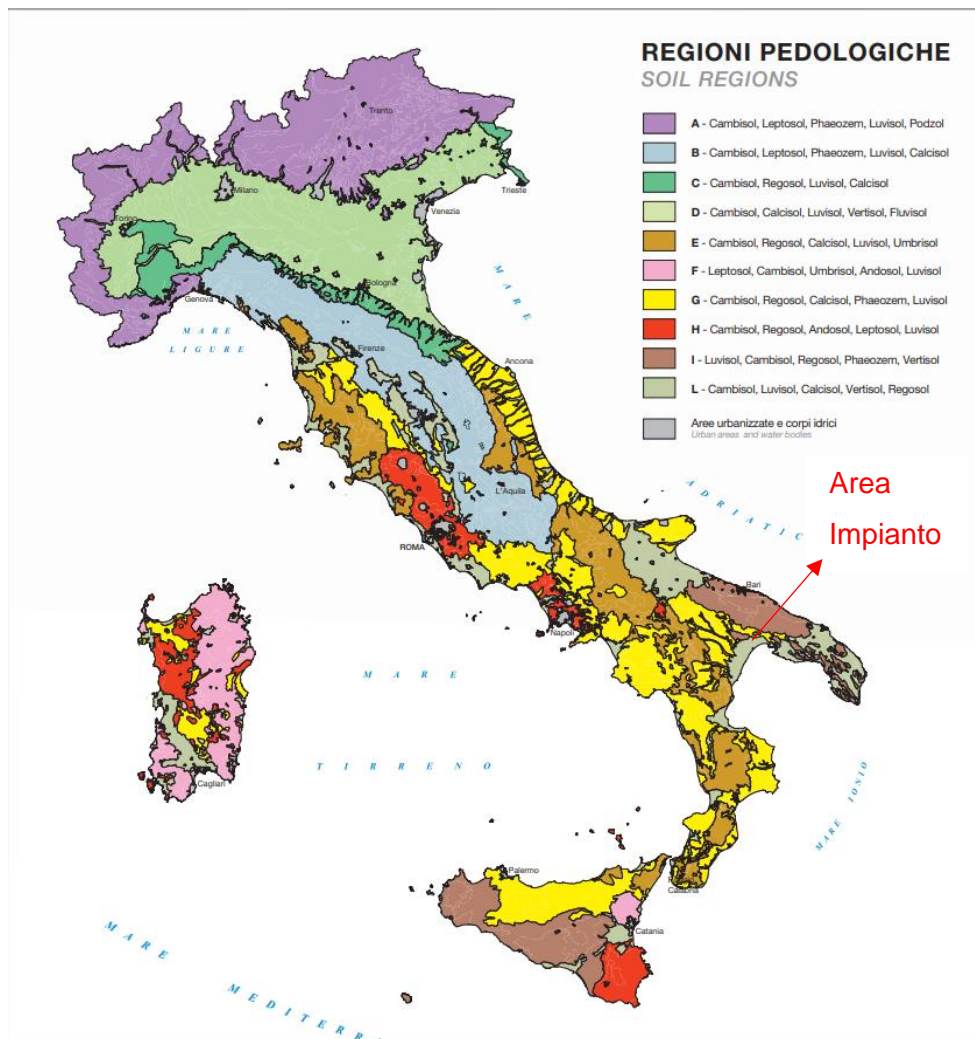 REGIONI PEDOLOGICHE
SOIL REGIONS
A - Cambisol, Leptosol, Phaeozem, Luvisol, Podzol
B - Cambisol, Leptosol, Phaeozem, Luvisol, Calcisol
C - Cambisol, Regosol, Luvisol, Calcisol
D - Cambisol, Calcisol, Luvisol, Vertisol, Fluvisol
E - Cambisol, Regosol, Calcisol, Luvisol, Umbrisol
F - Leptosol, Cambisol, Umbrisol, Andosol, Luvisol
G - Cambisol, Regosol, Calcisol, Phaeozem, Luvisol
H - Cambisol, Regosol, Andosol, Leptosol, Luvisol
I - Luvisol, Cambisol, Regosol, Phaeozem, Vertisol
L - Cambisol, Luvisol, Calcisol, Vertisol, Regosol
Aree urbanizzate e corpi idrici
Urban areas and water bodies
Trento
Milano
Trieste
Venezia
Torino
Bologna
Genova
MARE
MARE
LIGURE
Firenze
Ancona
L'Aquila
ADRIATIC
Area
Impianto
ROMA
Bari
Napoli
MARE
TIRRENO
Cagliari
MARE IONIO
Palermo
Calabria
Catania
MARE
MEDITERR